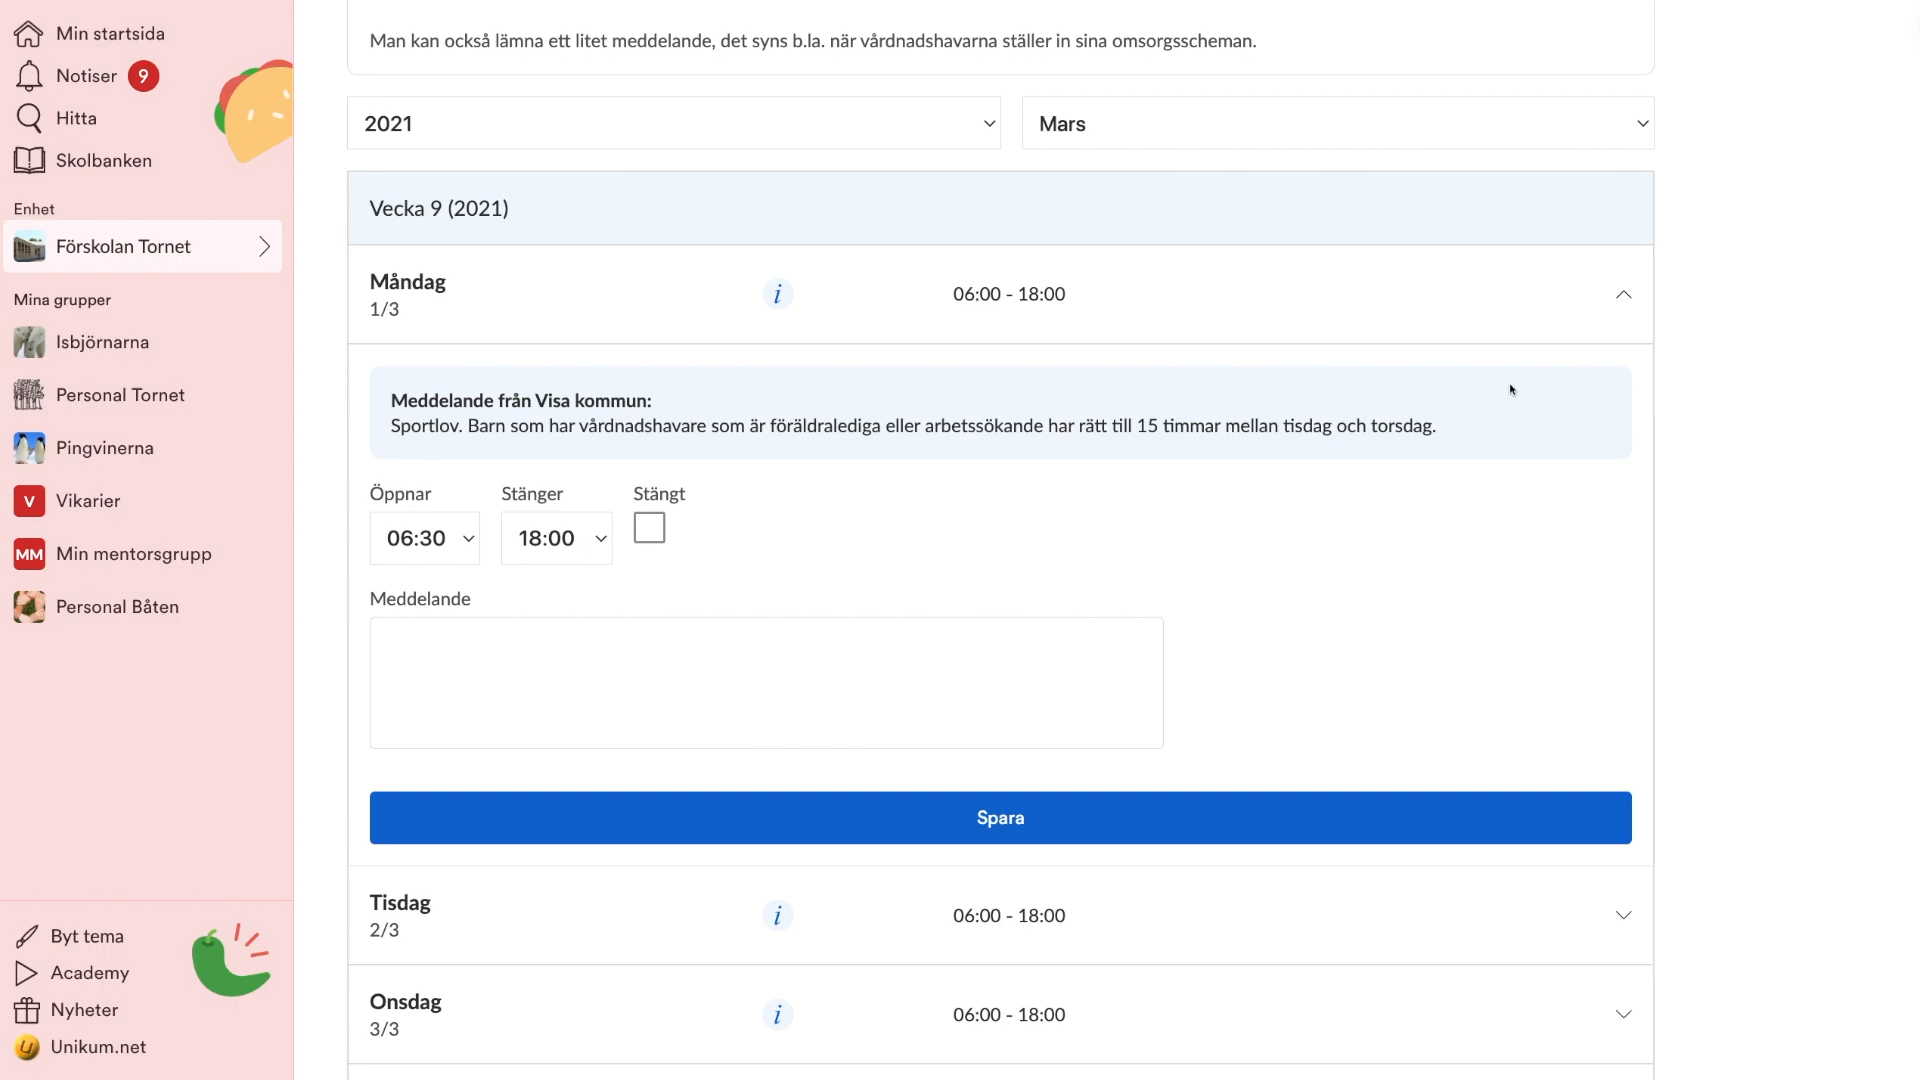 Min startsida
Notiser 9
Hitta
Skolbanken
Enhet
Förskolan Tornet
Mina grupper
Isbjörnarna
Personal Tornet
Pingvinerna
V Vikarier
MM Min mentorsgrupp
Personal Båten
Byt tema
Academy
Nyheter
Unikum.net
Man kan också lämna ett litet meddelande, det syns b.la. när vårdnadshavarna ställer in sina omsorgsscheman.
2021 Mars
Vecka 9 (2021)
Måndag
1/3
i 06:00 - 18:00
Meddelande från Visa kommun:
Sportlov. Barn som har vårdnadshavare som är föräldralediga eller arbetssökande har rätt till 15 timmar mellan tisdag och torsdag.
Öppnar Stänger Stängt
06:30 18:00
Meddelande
Spara
Tisdag
2/3
i 06:00 - 18:00
Onsdag
3/3
i 06:00 - 18:00